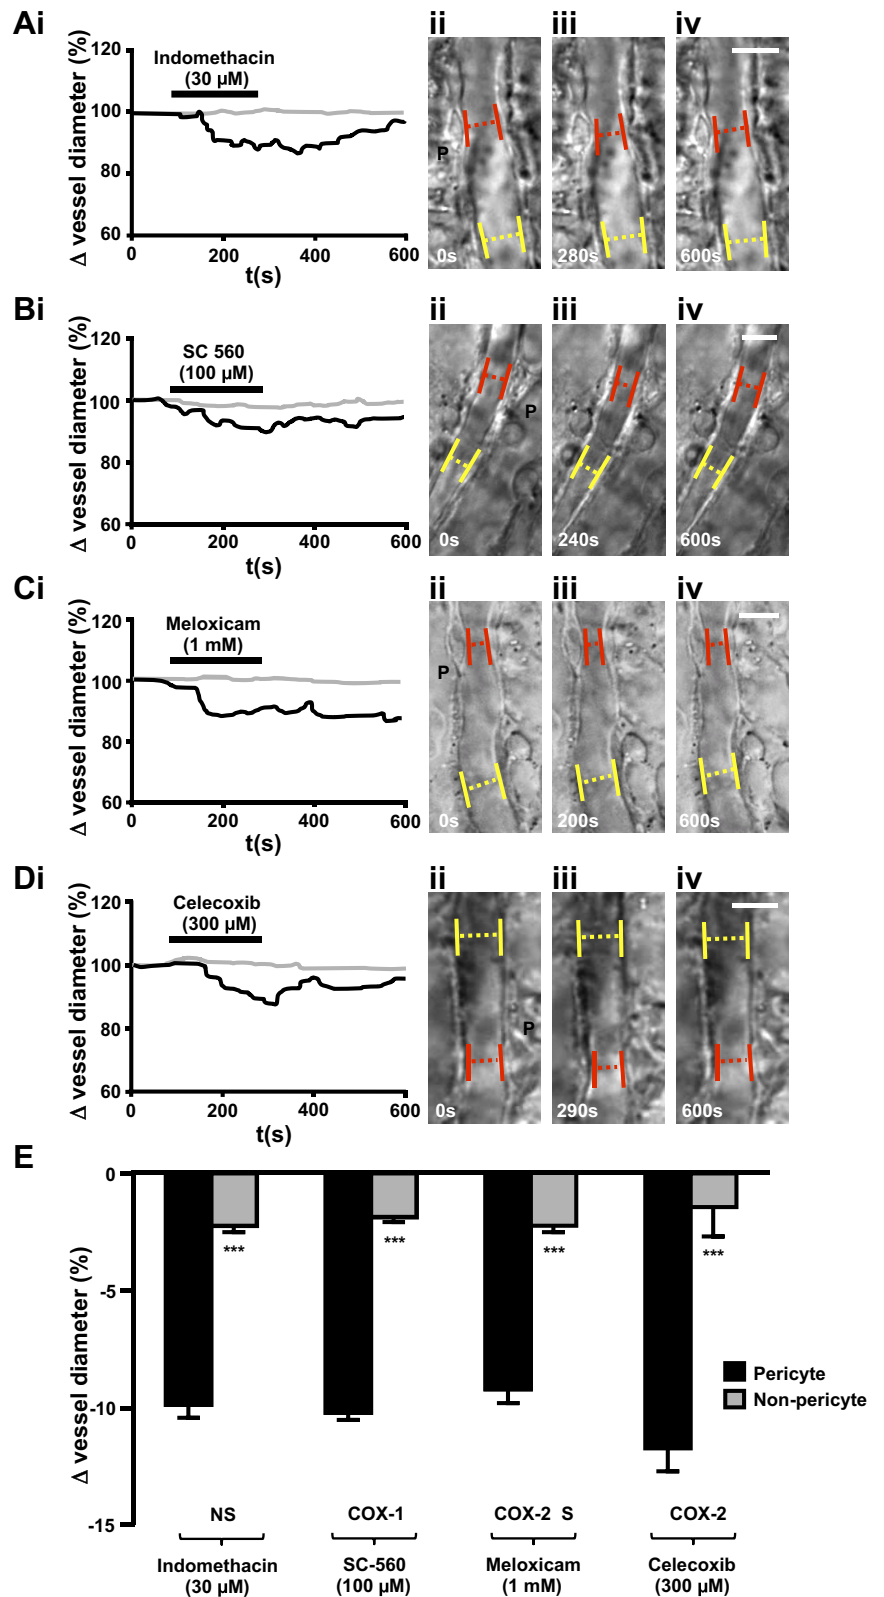 Ai ii iii iv
Δ vessel diameter (%)
120
100
80
60
Indomethacin
(30 µM)
0 200 400 600
t(s)
P
0s
280s
600s
Bi ii iii iv
Δ vessel diameter (%)
120
100
80
60
SC 560
(100 µM)
0 200 400 600
t(s)
P
0s
240s
600s
Ci ii iii iv
Δ vessel diameter (%)
120
100
80
60
Meloxicam
(1 mM)
0 200 400 600
t(s)
P
0s
200s
600s
Di ii iii iv
Δ vessel diameter (%)
120
100
80
60
Celecoxib
(300 µM)
0 200 400 600
t(s)
P
0s
290s
600s
E
Δ vessel diameter (%)
0
-5
-10
-15
*** *** *** ***
Pericyte
Non-pericyte
NS COX-1 COX-2 S COX-2
Indomethacin SC-560 Meloxicam Celecoxib
(30 µM) (100 µM) (1 mM) (300 µM)